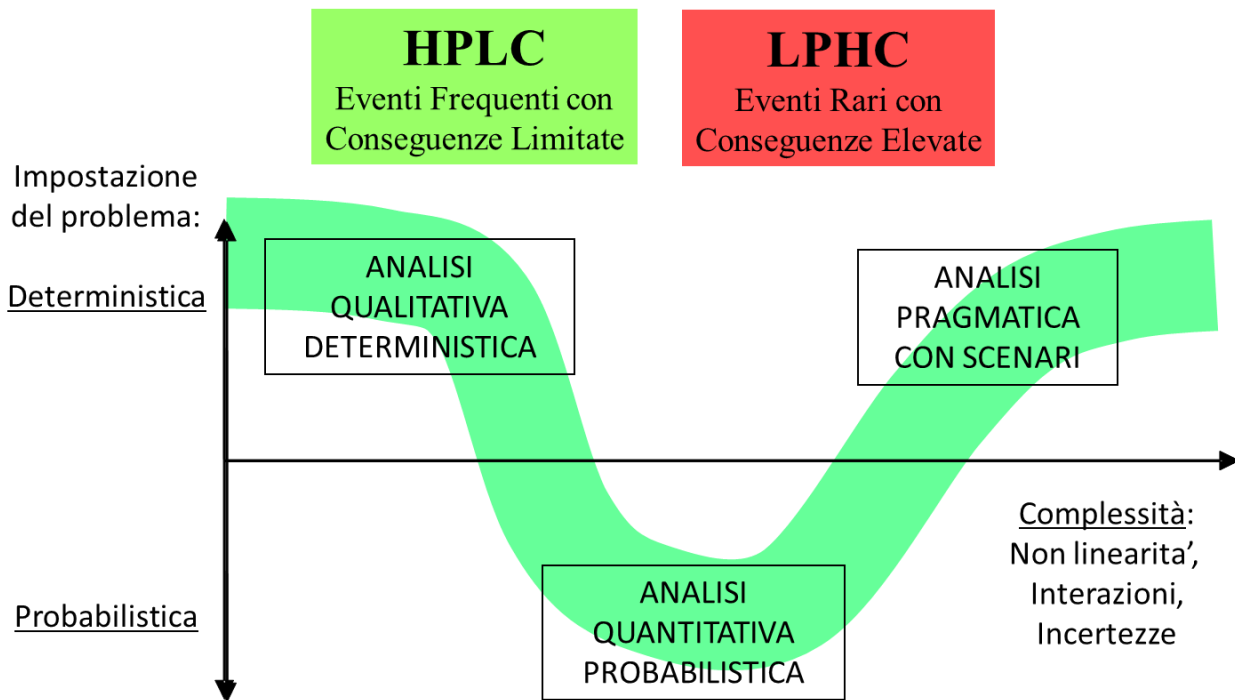 HPLC
Eventi Frequenti con
Conseguenze Limitate
LPHC
Eventi Rari con
Conseguenze Elevate
Impostazione
del problema:
Deterministica
ANALISI
QUALITATIVA
DETERMINISTICA
ANALISI
PRAGMATICA
CON SCENARI
Complessità:
Non linearita’,
Interazioni,
Incertezze
Probabilistica
ANALISI
QUANTITATIVA
PROBABILISTICA